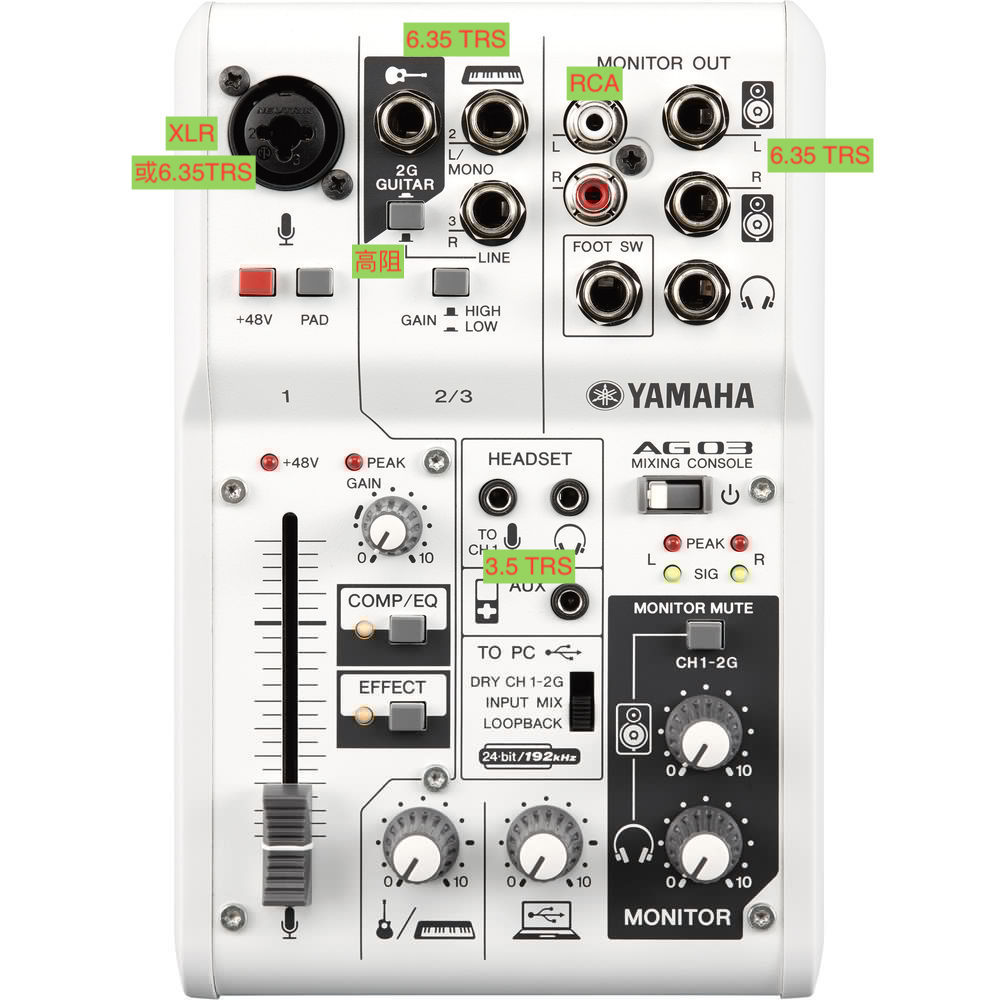 6.35 TRS
MONITOR OUT
RCA
NEUTRIK
XLR
或6.35TRS
2
L/
MONO
L
L
6.35 TRS
2G
GUITAR
R
R
3
R
LINE
高阻
FOOT SW
+48V
PAD
GAIN
HIGH
LOW
1
2/3
YAMAHA
AG03
MIXING CONSOLE
+48V
PEAK
GAIN
0
10
HEADSET
TO
CH1
3.5 TRS
AUX
L
PEAK
R
SIG
COMP/EQ
EFFECT
TO PC
DRY CH 1-2G
INPUT MIX
LOOPBACK
24-bit/192kHz
MONITOR MUTE
CH1-2G
0
10
0
10
0
10
0
10
MONITOR